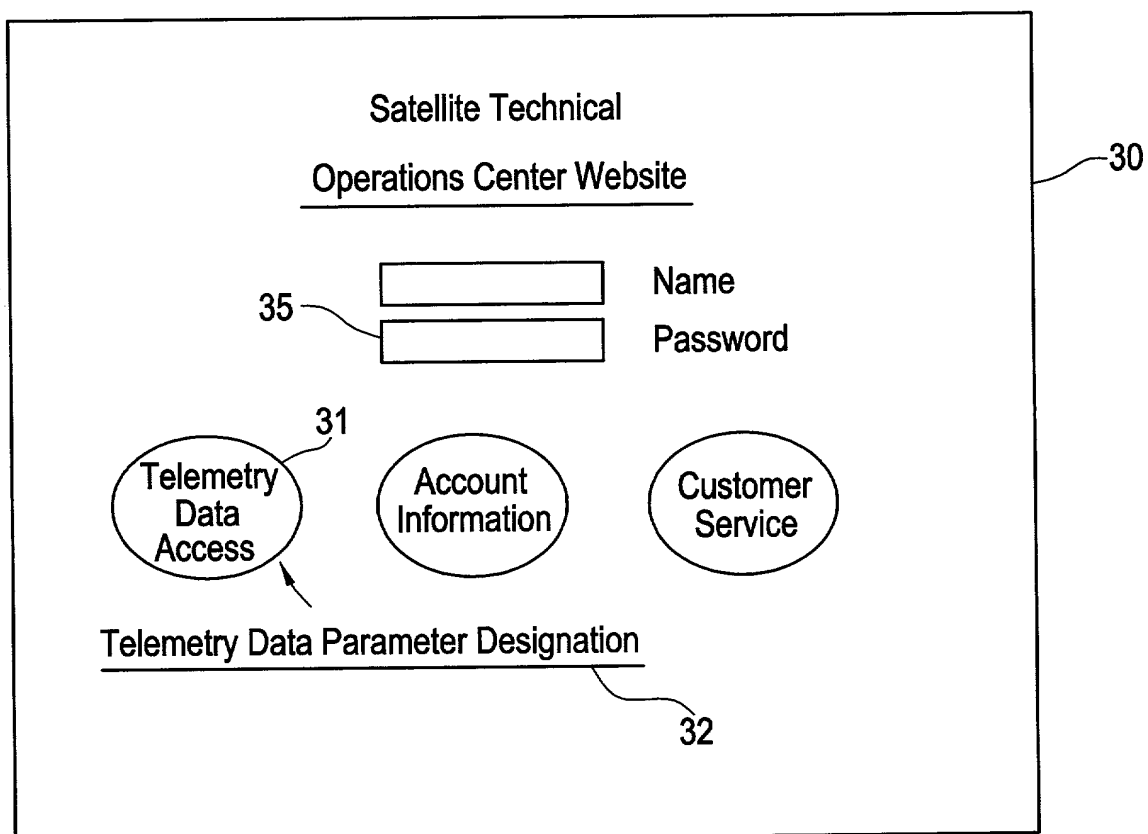 Satellite Technical
Operations Center Website
30
Name
35
Password
31
Telemetry
Data
Access
Account
Information
Customer
Service
Telemetry Data Parameter Designation
32